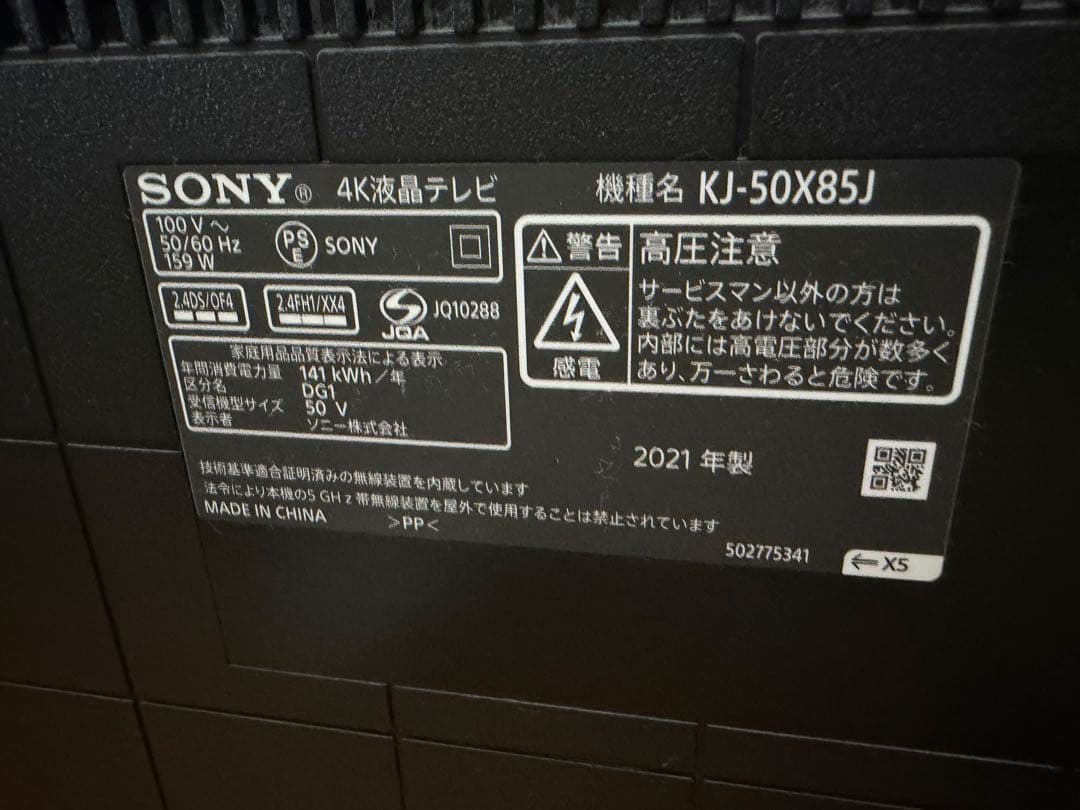 SONY® 4K液晶テレビ 機種名 KJ-50X85J
100 V ～
50/60 Hz
159 W
PS
E
SONY
2.4DS/OF4
2.4FH1/XX4
JQA
JQ10288
家庭用品品質表示法による表示
年間消費電力量 141 kWh／年
区分名 DG1
受信機型サイズ 50 V
表示者 ソニー株式会社
警告
感電
高圧注意
サービスマン以外の方は
裏ぶたをあけないでください。
内部には高電圧部分が数多く
あり、万一さわると危険です。
2021 年製
技術基準適合証明済みの無線装置を内蔵しています
法令により本機の5 GHｚ帯無線装置を屋外で使用することは禁止されています
MADE IN CHINA >PP<
502775341
⇐ X5